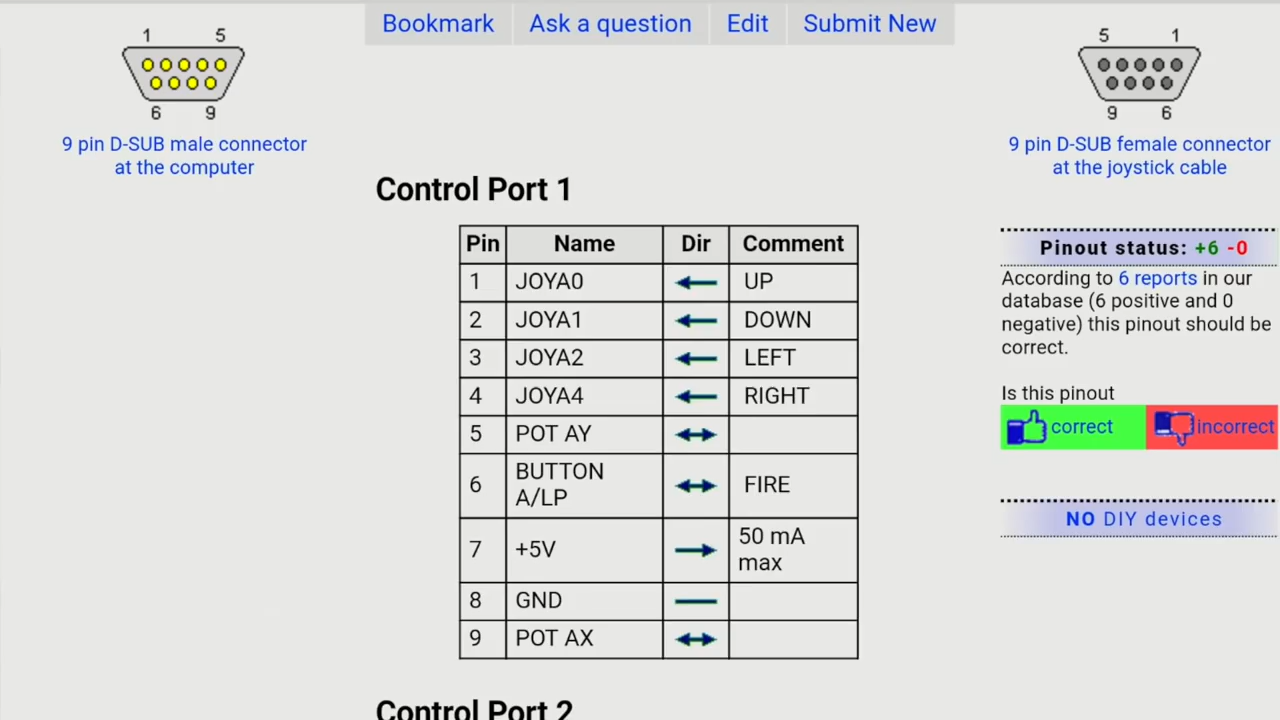 Bookmark Ask a question Edit Submit New
1 5
6 9
9 pin D-SUB male connector
at the computer
5 1
9 6
9 pin D-SUB female connector
at the joystick cable
Control Port 1
Pin Name Dir Comment
1 JOYA0 UP
2 JOYA1 DOWN
3 JOYA2 LEFT
4 JOYA4 RIGHT
5 POT AY
6 BUTTON
A/LP FIRE
7 +5V 50 mA
max
8 GND
9 POT AX
Control Port 2
Pinout status: +6 -0
According to 6 reports in our
database (6 positive and 0
negative) this pinout should be
correct.
Is this pinout
correct incorrect
NO DIY devices